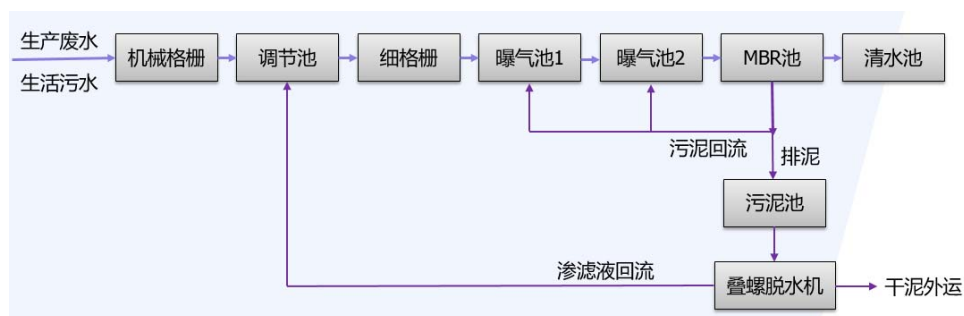 生产废水
生活污水
机械格栅
调节池
细格栅
曝气池1
曝气池2
MBR池
清水池
污泥回流
排泥
污泥池
渗滤液回流
叠螺脱水机
干泥外运